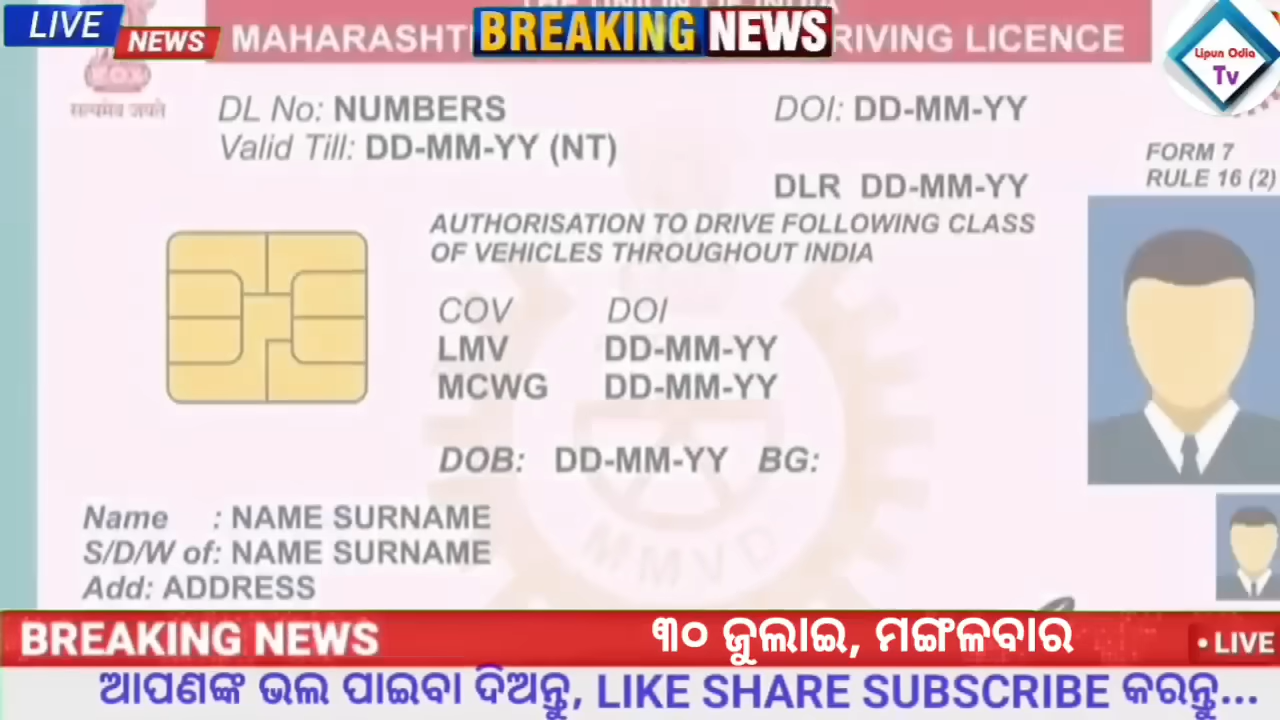 LIVE
NEWS
BREAKING NEWS
Lipun Odia
Tv
MAHARASHT RIVING LICENCE
सत्यमेव जयते
DL No: NUMBERS
DOI: DD-MM-YY
Valid Till: DD-MM-YY (NT)
FORM 7
RULE 16 (2)
DLR DD-MM-YY
AUTHORISATION TO DRIVE FOLLOWING CLASS
OF VEHICLES THROUGHOUT INDIA
COV DOI
LMV DD-MM-YY
MCWG DD-MM-YY
DOB: DD-MM-YY BG:
MMVD
Name : NAME SURNAME
S/D/W of: NAME SURNAME
Add: ADDRESS
BREAKING NEWS
୩୦ ଜୁଲାଇ, ମଙ୍ଗଳବାର
• LIVE
ଆପଣଙ୍କ ଭଲ ପାଇବା ଦିଅନ୍ତୁ, LIKE SHARE SUBSCRIBE କରନ୍ତୁ...